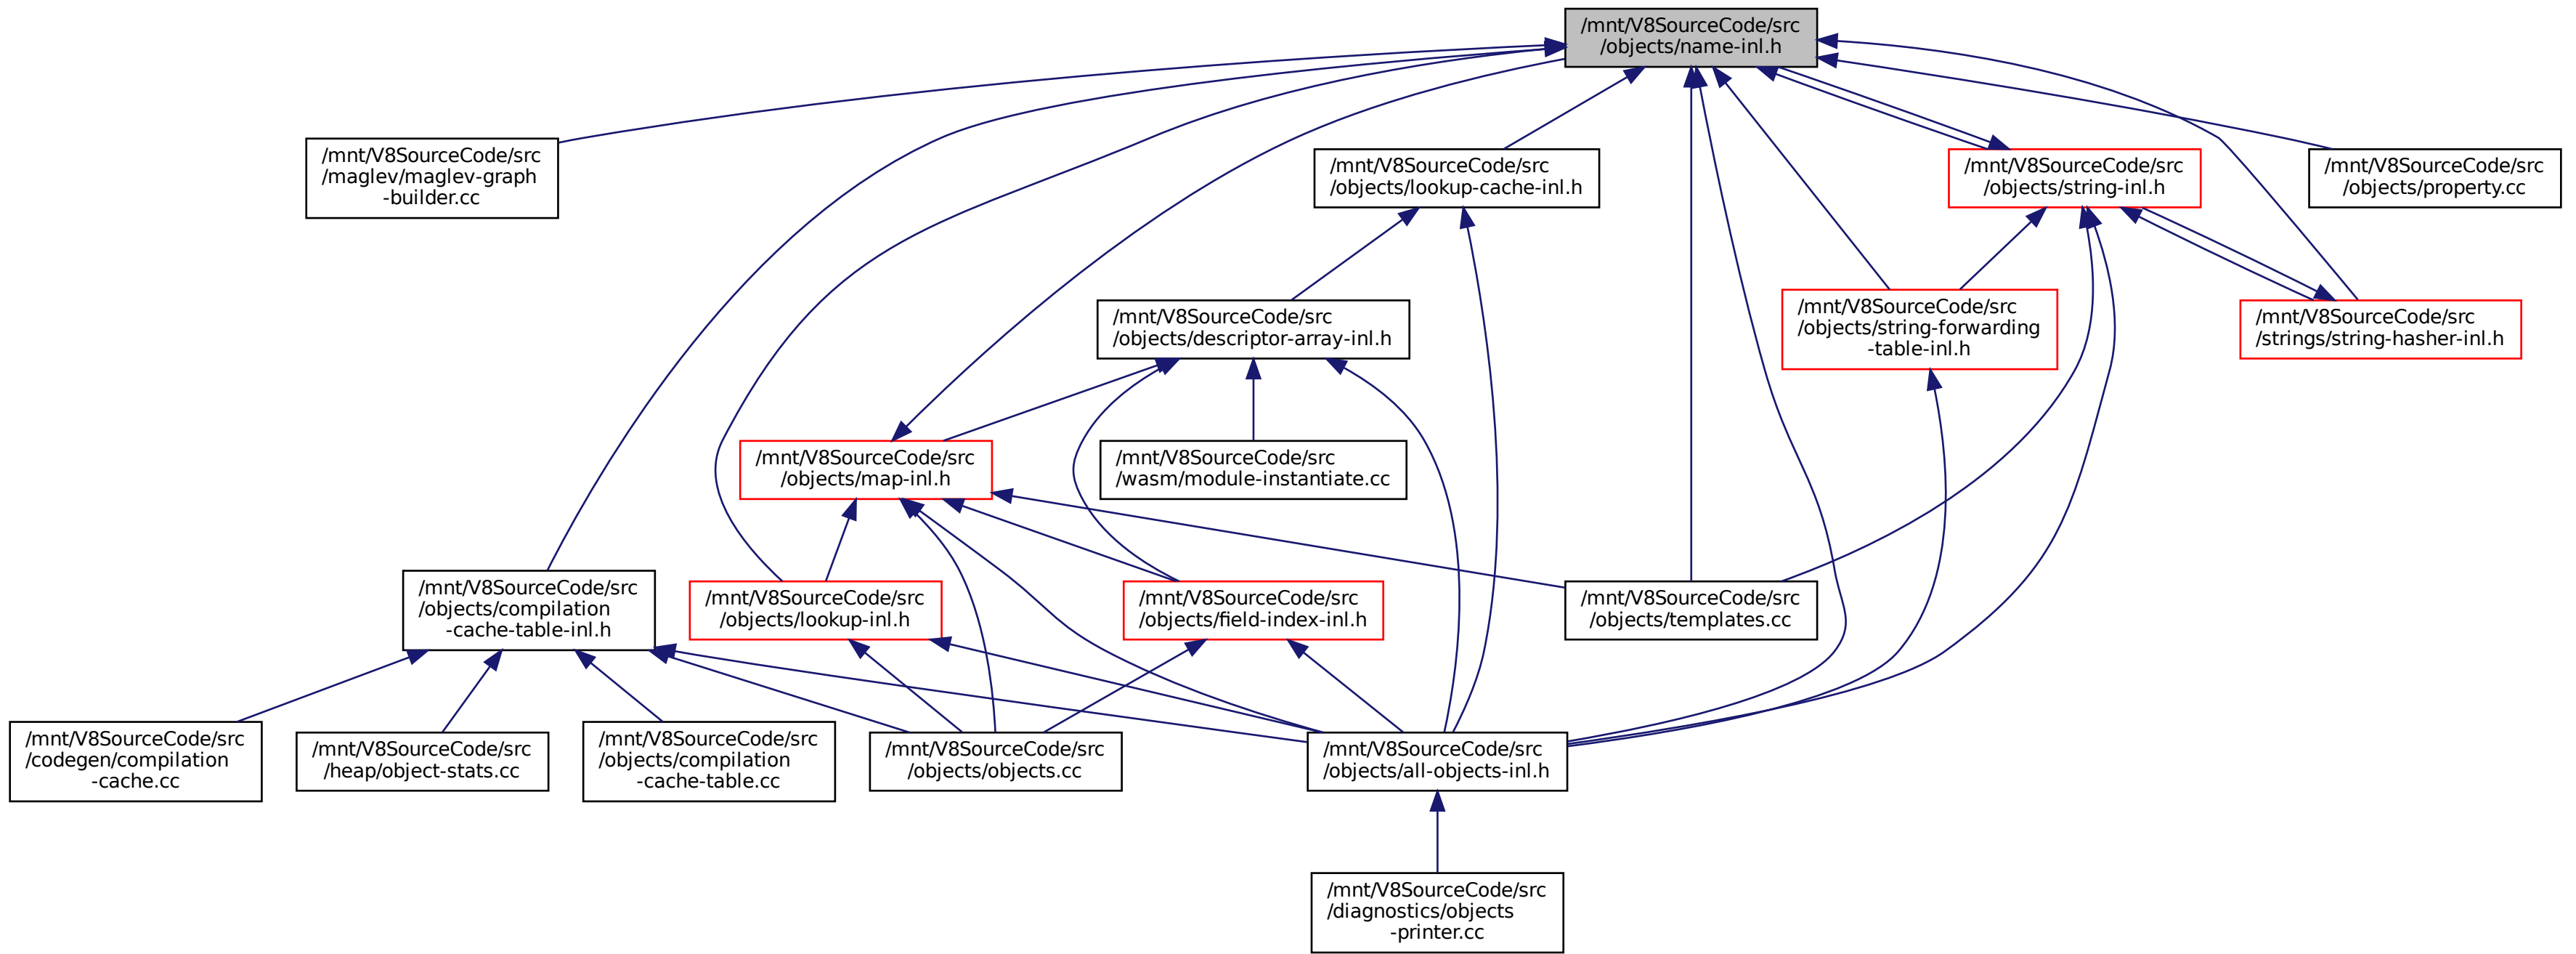 /mnt/V8SourceCode/src
/objects/name-inl.h
/mnt/V8SourceCode/src
/maglev/maglev-graph
-builder.cc
/mnt/V8SourceCode/src
/objects/lookup-cache-inl.h
/mnt/V8SourceCode/src
/objects/string-inl.h
/mnt/V8SourceCode/src
/objects/property.cc
/mnt/V8SourceCode/src
/objects/descriptor-array-inl.h
/mnt/V8SourceCode/src
/objects/string-forwarding
-table-inl.h
/mnt/V8SourceCode/src
/strings/string-hasher-inl.h
/mnt/V8SourceCode/src
/objects/map-inl.h
/mnt/V8SourceCode/src
/wasm/module-instantiate.cc
/mnt/V8SourceCode/src
/objects/compilation
-cache-table-inl.h
/mnt/V8SourceCode/src
/objects/lookup-inl.h
/mnt/V8SourceCode/src
/objects/field-index-inl.h
/mnt/V8SourceCode/src
/objects/templates.cc
/mnt/V8SourceCode/src
/codegen/compilation
-cache.cc
/mnt/V8SourceCode/src
/heap/object-stats.cc
/mnt/V8SourceCode/src
/objects/compilation
-cache-table.cc
/mnt/V8SourceCode/src
/objects/objects.cc
/mnt/V8SourceCode/src
/objects/all-objects-inl.h
/mnt/V8SourceCode/src
/diagnostics/objects
-printer.cc